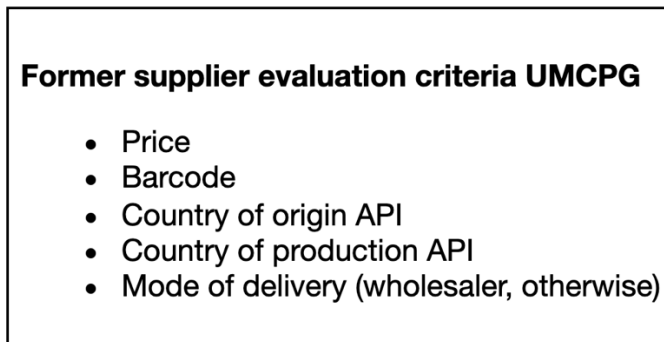 Former supplier evaluation criteria UMCPG
• Price
• Barcode
• Country of origin API
• Country of production API
• Mode of delivery (wholesaler, otherwise)